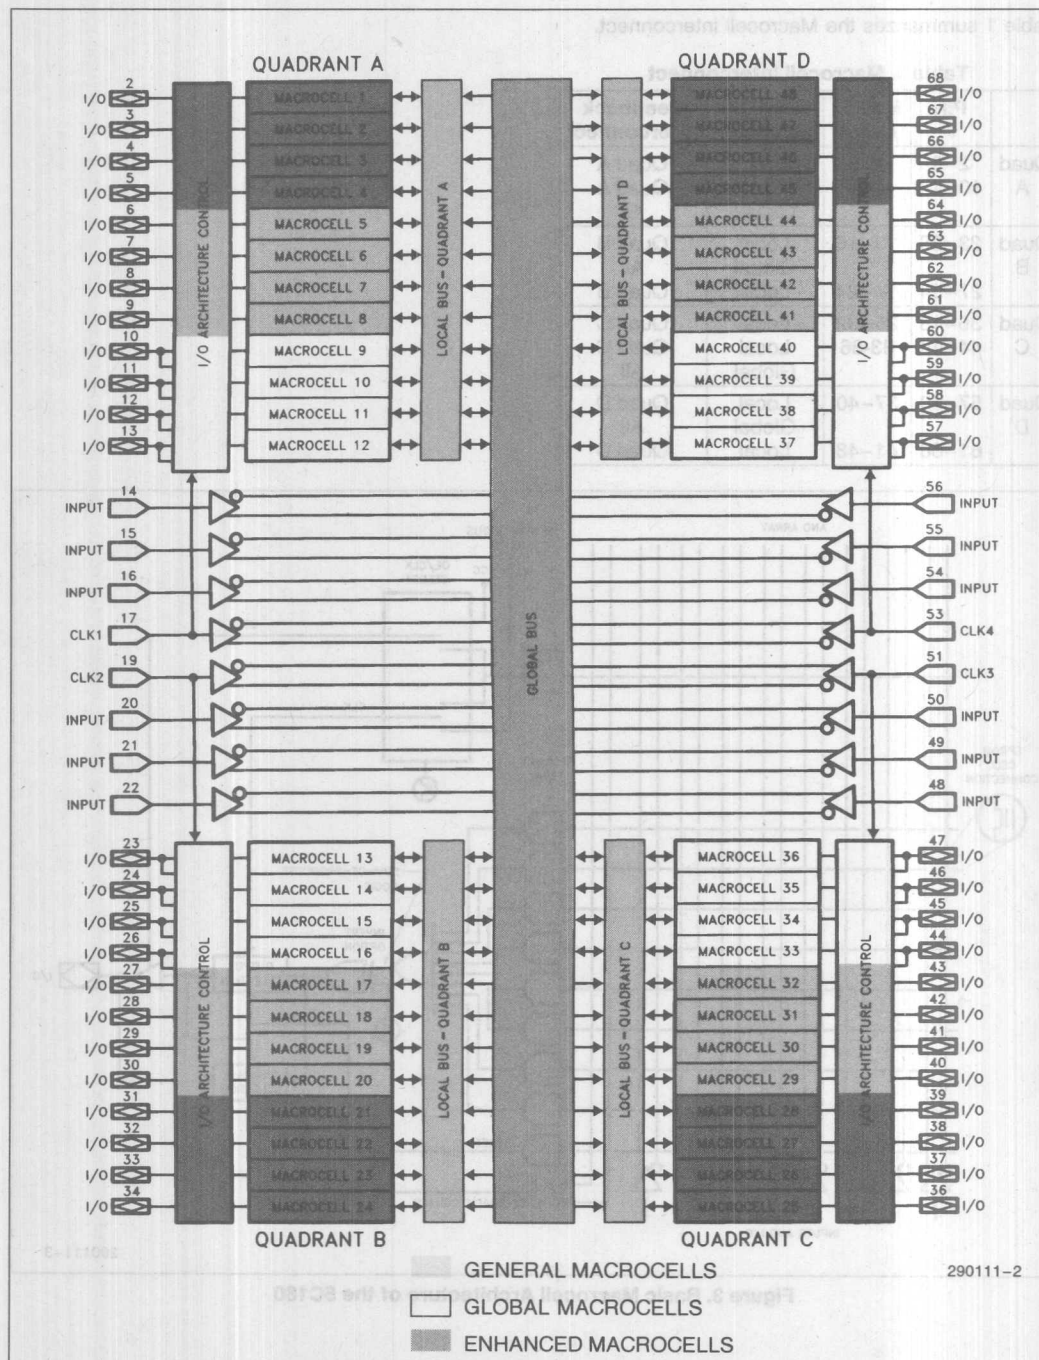 QUADRANT A
QUADRANT D
2
I/O
3
I/O
4
I/O
5
I/O
6
I/O
7
I/O
8
I/O
9
I/O
10
I/O
11
I/O
12
I/O
13
I/O
I/O ARCHITECTURE CONTROL
MACROCELL 1
MACROCELL 2
MACROCELL 3
MACROCELL 4
MACROCELL 5
MACROCELL 6
MACROCELL 7
MACROCELL 8
MACROCELL 9
MACROCELL 10
MACROCELL 11
MACROCELL 12
LOCAL BUS - QUADRANT A
GLOBAL BUS
LOCAL BUS - QUADRANT D
MACROCELL 48
MACROCELL 47
MACROCELL 46
MACROCELL 45
MACROCELL 44
MACROCELL 43
MACROCELL 42
MACROCELL 41
MACROCELL 40
MACROCELL 39
MACROCELL 38
MACROCELL 37
I/O ARCHITECTURE CONTROL
68
I/O
67
I/O
66
I/O
65
I/O
64
I/O
63
I/O
62
I/O
61
I/O
60
I/O
59
I/O
58
I/O
57
I/O
14
INPUT
15
INPUT
16
INPUT
17
CLK1
19
CLK2
20
INPUT
21
INPUT
22
INPUT
56
INPUT
55
INPUT
54
INPUT
53
CLK4
51
CLK3
50
INPUT
49
INPUT
48
INPUT
23
I/O
24
I/O
25
I/O
26
I/O
27
I/O
28
I/O
29
I/O
30
I/O
31
I/O
32
I/O
33
I/O
34
I/O
I/O ARCHITECTURE CONTROL
MACROCELL 13
MACROCELL 14
MACROCELL 15
MACROCELL 16
MACROCELL 17
MACROCELL 18
MACROCELL 19
MACROCELL 20
MACROCELL 21
MACROCELL 22
MACROCELL 23
MACROCELL 24
LOCAL BUS - QUADRANT B
LOCAL BUS - QUADRANT C
MACROCELL 36
MACROCELL 35
MACROCELL 34
MACROCELL 33
MACROCELL 32
MACROCELL 31
MACROCELL 30
MACROCELL 29
MACROCELL 28
MACROCELL 27
MACROCELL 26
MACROCELL 25
I/O ARCHITECTURE CONTROL
47
I/O
46
I/O
45
I/O
44
I/O
43
I/O
42
I/O
41
I/O
40
I/O
39
I/O
38
I/O
37
I/O
36
I/O
QUADRANT B
QUADRANT C
GENERAL MACROCELLS
GLOBAL MACROCELLS
ENHANCED MACROCELLS
290111-2